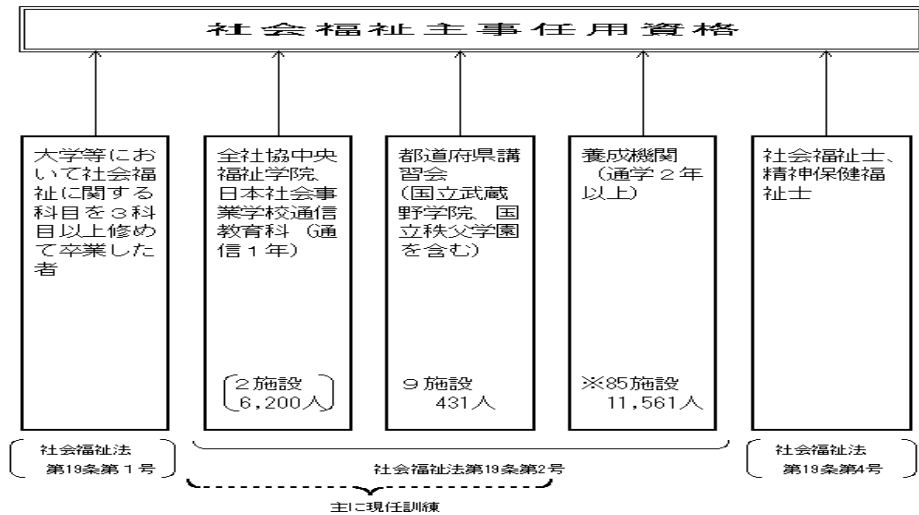 社会福祉主事任用資格
大学等にお
いて社会福
祉に関する
科目を３科
目以上修め
て卒業した
者
全社協中央
福祉学院、
日本社会事
業学校通信
教育科（通
信１年）
２施設
6,200人
都道府県講
習会
（国立武蔵
野学院、国
立秩父学園
を含む）
９施設
431人
養成機関
（通学２年
以上）
※85施設
11,561人
社会福祉士、
精神保健福
祉士
社会福祉法
第19条第１号
社会福祉法第19条第2号
社会福祉法
第19条第4号
主に現任訓練